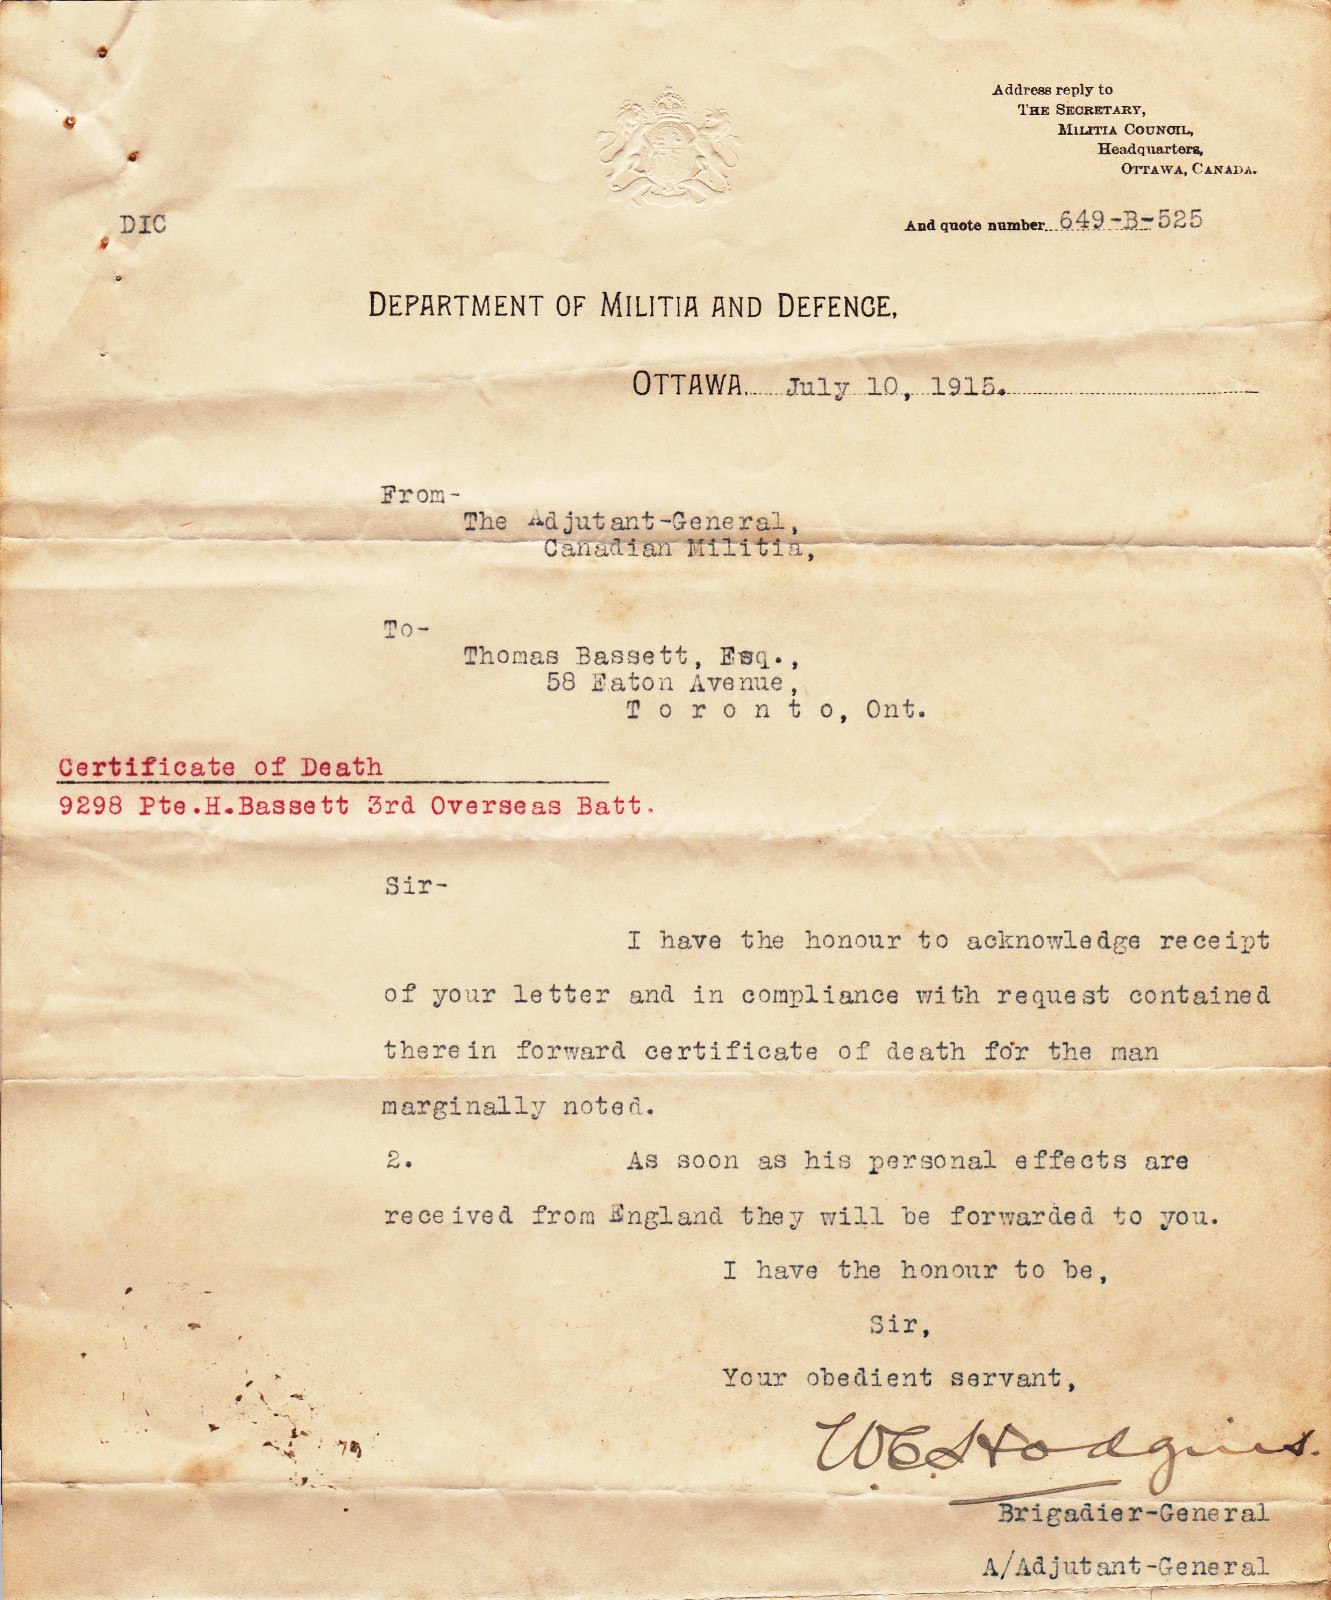 Address reply to
THE SECRETARY,
MILITIA COUNCIL,
Headquarters,
OTTAWA, CANADA.
DIC
And quote number 649-B-525
DEPARTMENT OF MILITIA AND DEFENCE,
OTTAWA, July 10, 1915.
From-
The Adjutant-General,
Canadian Militia,
To-
Thomas Bassett, Esq.,
58 Eaton Avenue,
T o r o n t o, Ont.
Certificate of Death
9298 Pte.H.Bassett 3rd Overseas Batt.
Sir-
I have the honour to acknowledge receipt
of your letter and in compliance with request contained
therein forward certificate of death for the man
marginally noted.
2. As soon as his personal effects are
received from England they will be forwarded to you.
I have the honour to be,
Sir,
Your obedient servant,
W.E. Hodgins.
Brigadier-General
A/Adjutant-General